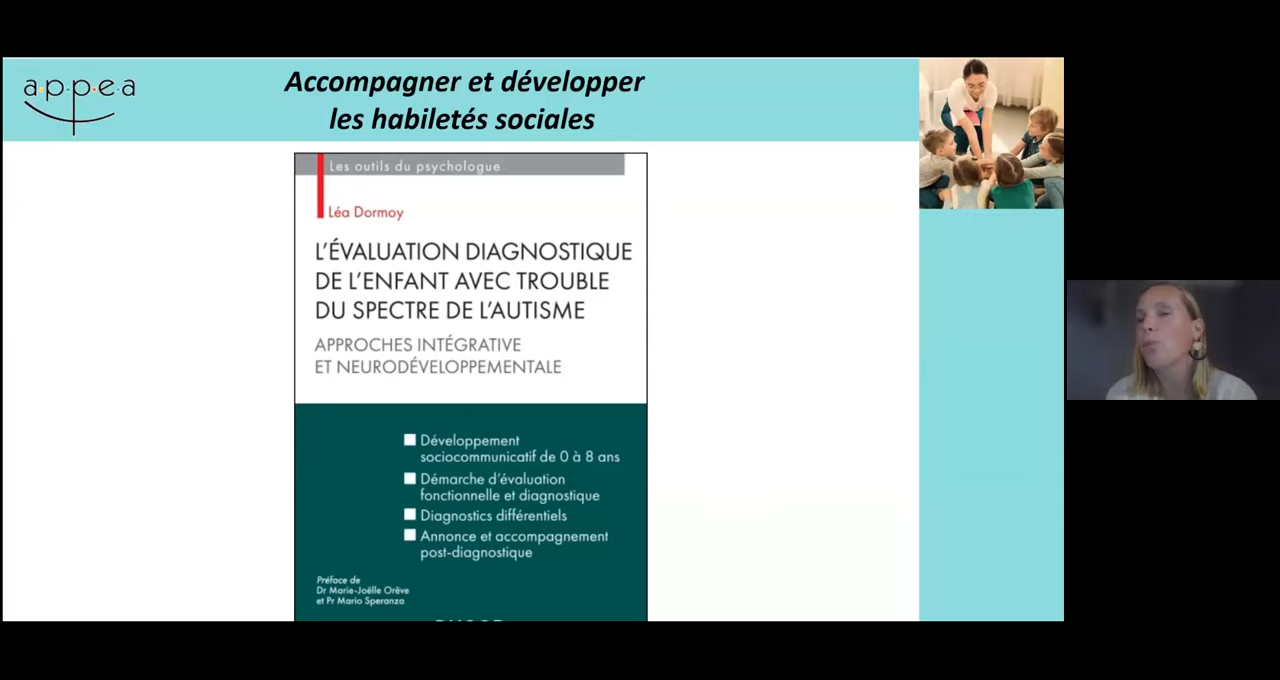 a·p·p·e·a
Accompagner et développer
les habiletés sociales
Les outils du psychologue
Léa Dormoy
L'ÉVALUATION DIAGNOSTIQUE
DE L'ENFANT AVEC TROUBLE
DU SPECTRE DE L'AUTISME
APPROCHES INTÉGRATIVE
ET NEURODÉVELOPPEMENTALE
Développement
sociocommunicatif de 0 à 8 ans
Démarche d'évaluation
fonctionnelle et diagnostique
Diagnostics différentiels
Annonce et accompagnement
post-diagnostique
Préface de
Dr Marie-Joëlle Orêve
et Pr Mario Speranza